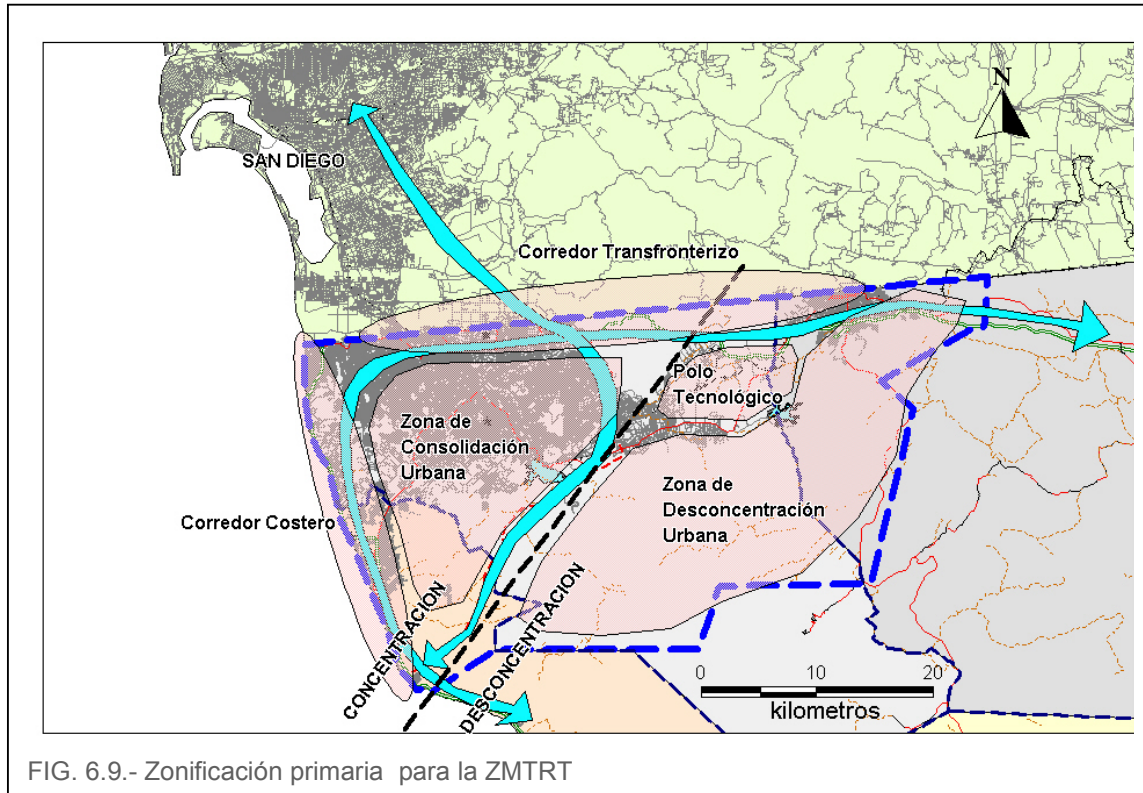 N
SAN DIEGO
Corredor Transfronterizo
Polo
Tecnológico
Zona de
Consolidación
Urbana
Zona de
Desconcentración
Urbana
Corredor Costero
CONCENTRACION
DESCONCENTRACION
0 10 20
kilometros
FIG. 6.9.- Zonificación primaria para la ZMTRT